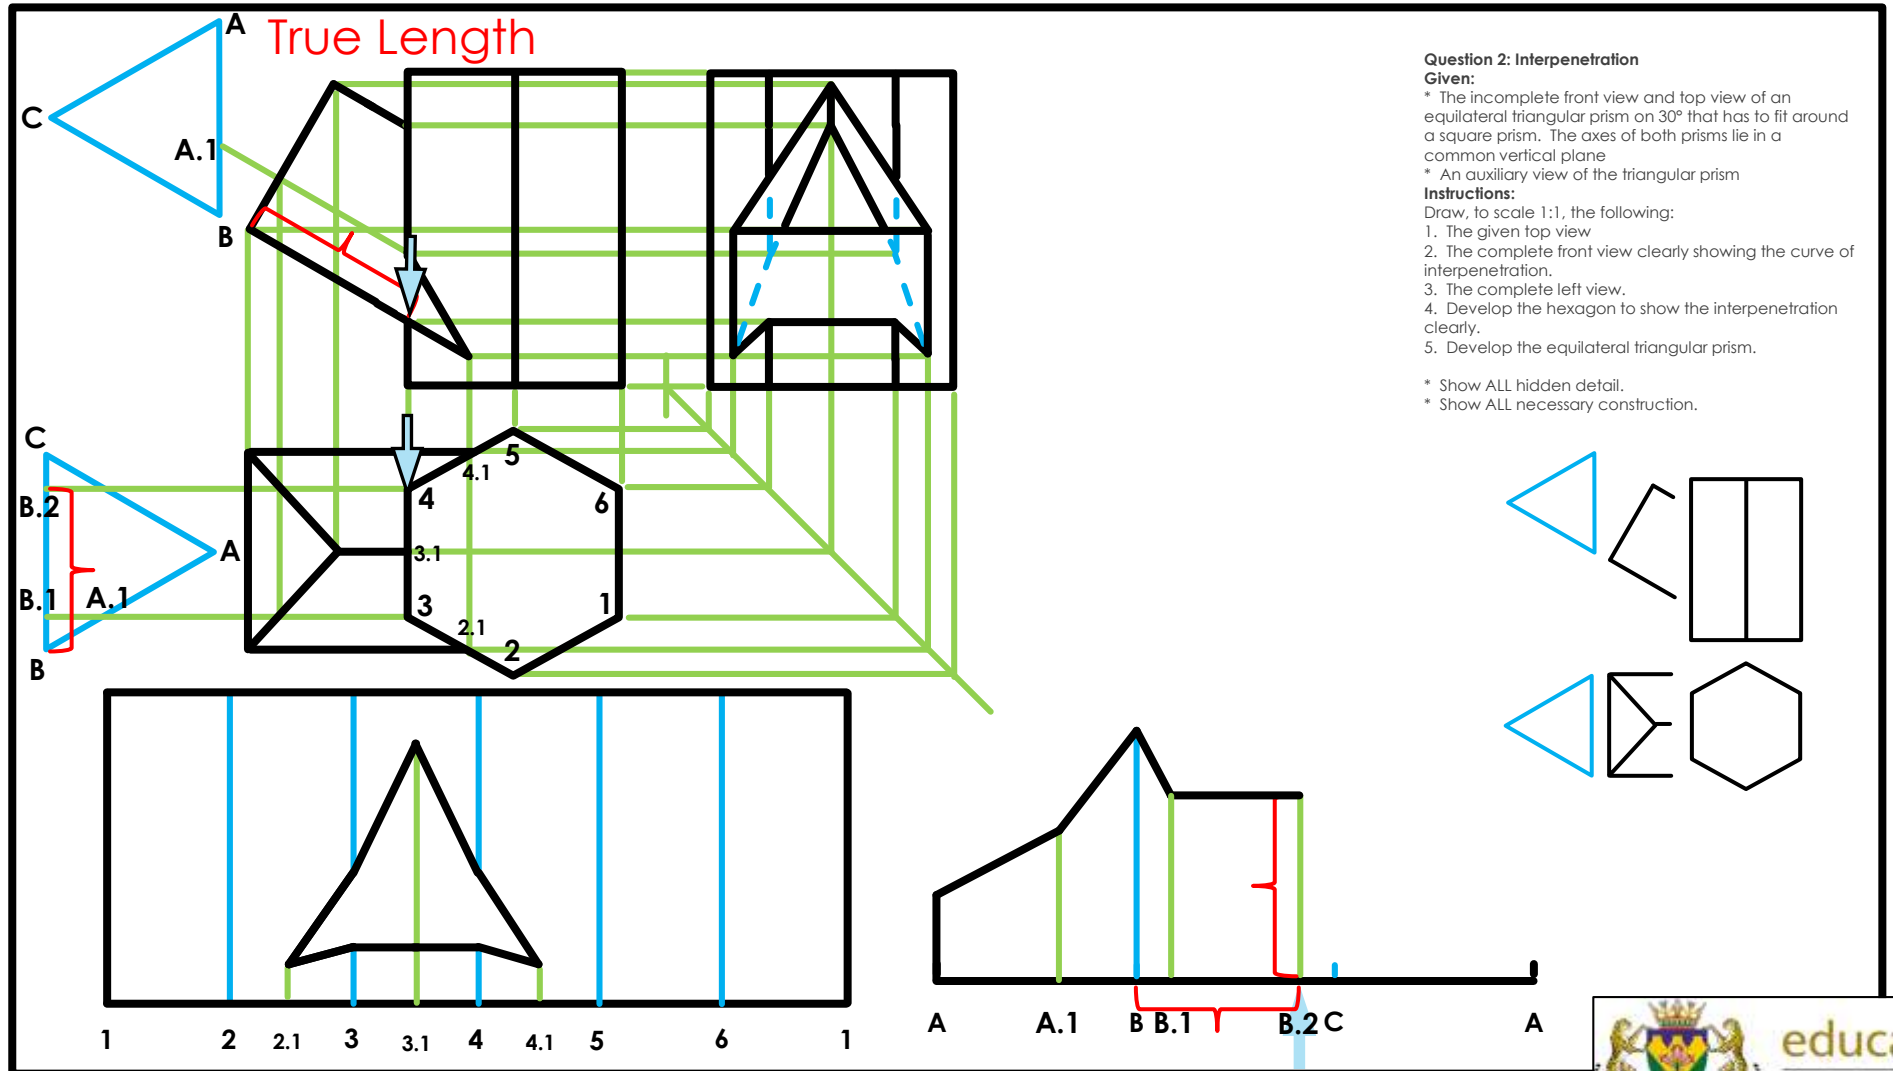 True Length
A
C
A.1
B
Question 2: Interpenetration
Given:
* The incomplete front view and top view of an
equilateral triangular prism on 30° that has to fit around
a square prism. The axes of both prisms lie in a
common vertical plane
* An auxiliary view of the triangular prism
Instructions:
Draw, to scale 1:1, the following:
1. The given top view
2. The complete front view clearly showing the curve of
interpenetration.
3. The complete left view.
4. Develop the hexagon to show the interpenetration
clearly.
5. Develop the equilateral triangular prism.
* Show ALL hidden detail.
* Show ALL necessary construction.
C
B.2
A
B.1 A.1
B
5
4.1
4
6
3.1
3
1
2.1
2
1 2 2.1 3 3.1 4 4.1 5 6 1
A A.1 B B.1 B.2 C A
educa